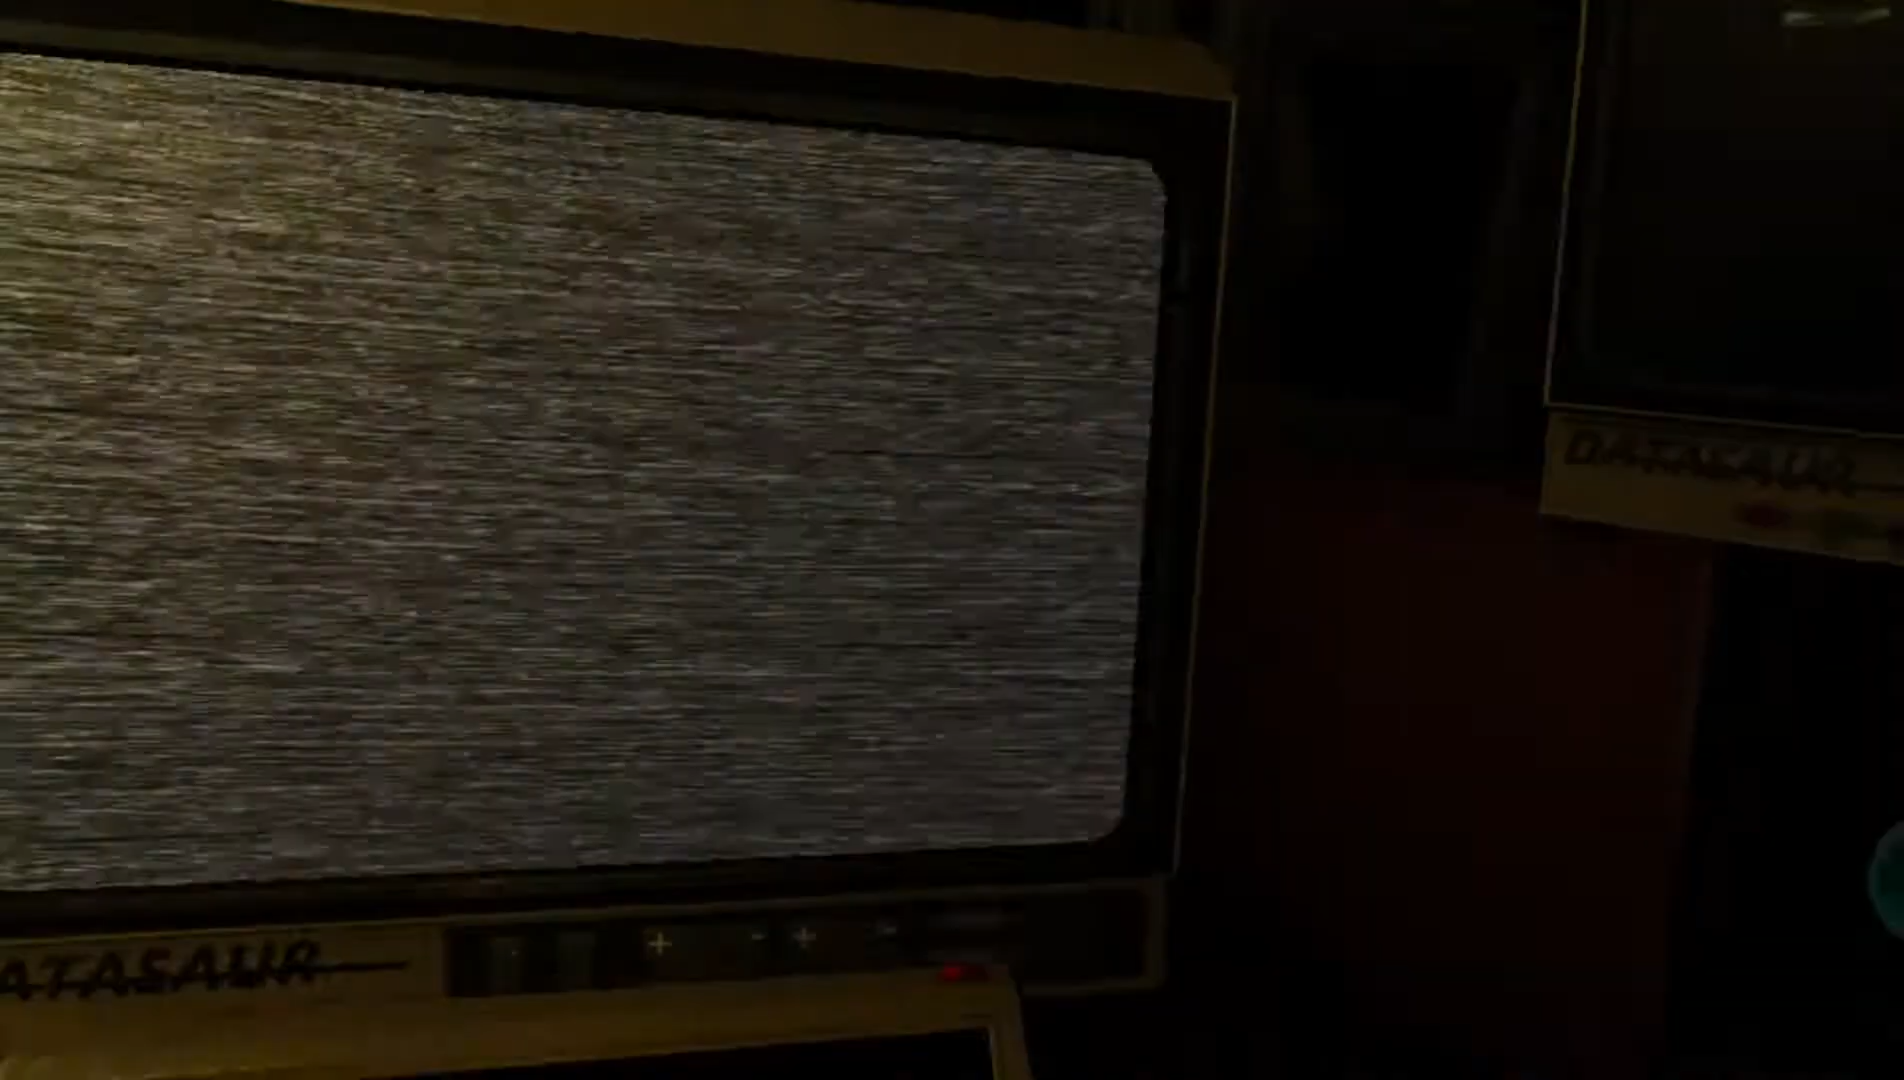 DATASAUR
ATASAUR
+ - + -